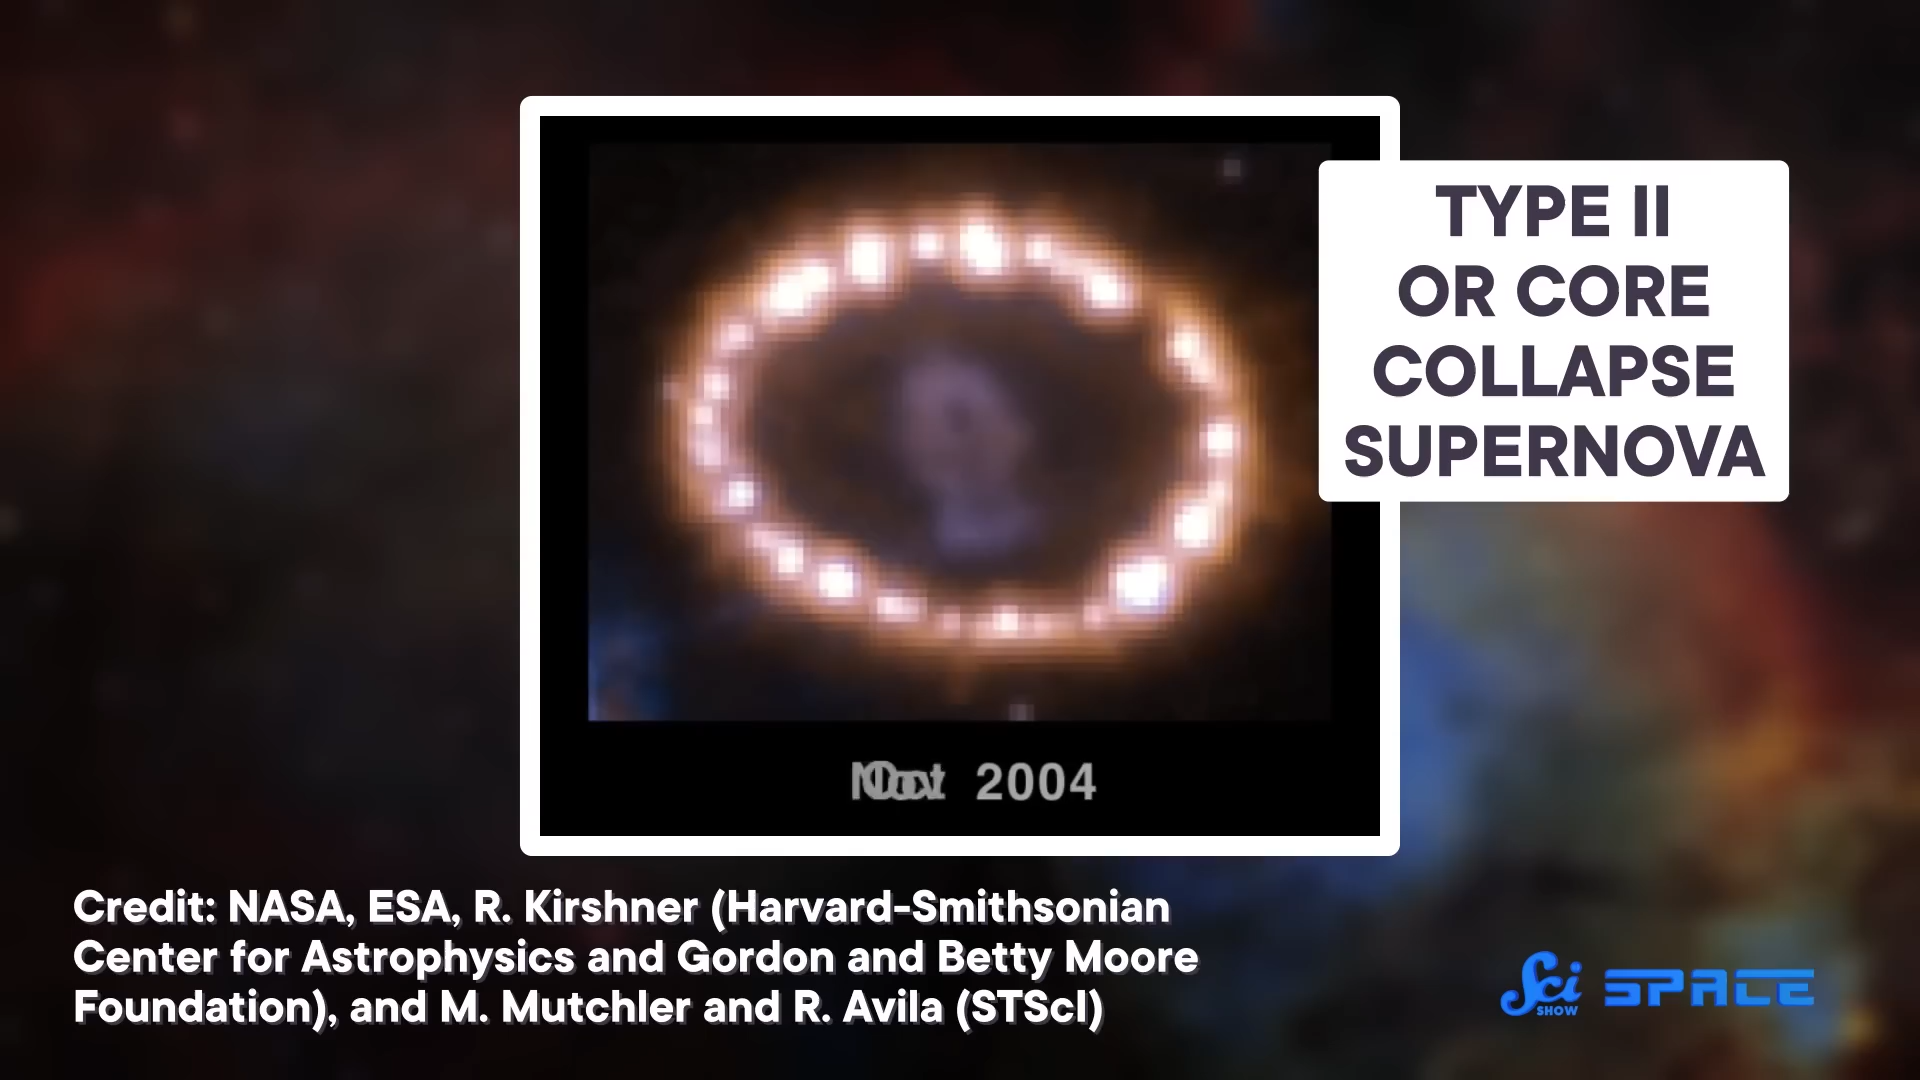 TYPE II
OR CORE
COLLAPSE
SUPERNOVA
2004
Credit: NASA, ESA, R. Kirshner (Harvard-Smithsonian
Center for Astrophysics and Gordon and Betty Moore
Foundation), and M. Mutchler and R. Avila (STScI)
Sci SHOW SPACE